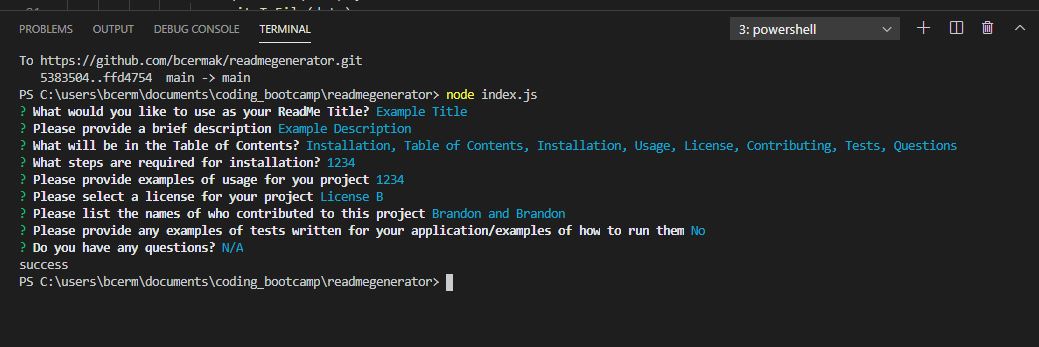 PROBLEMS OUTPUT DEBUG CONSOLE TERMINAL 3: powershell
To https://github.com/bcermak/readmegenerator.git
5383504..ffd4754 main -> main
PS C:\users\bcerm\documents\coding_bootcamp\readmegenerator> node index.js
? What would you like to use as your ReadMe Title? Example Title
? Please provide a brief description Example Description
? What will be in the Table of Contents? Installation, Table of Contents, Installation, Usage, License, Contributing, Tests, Questions
? What steps are required for installation? 1234
? Please provide examples of usage for you project 1234
? Please select a license for your project License B
? Please list the names of who contributed to this project Brandon and Brandon
? Please provide any examples of tests written for your application/examples of how to run them No
? Do you have any questions? N/A
success
PS C:\users\bcerm\documents\coding_bootcamp\readmegenerator>